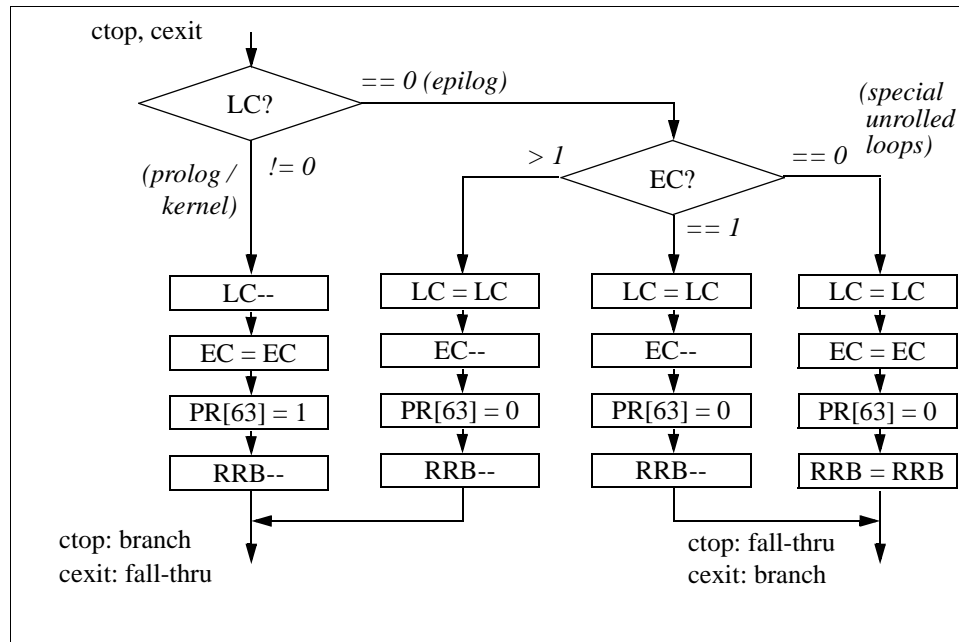 ctop, cexit
LC?
== 0 (epilog)
(special
unrolled
loops)
(prolog /
kernel)
!= 0
> 1
EC?
== 0
== 1
LC--
EC = EC
PR[63] = 1
RRB--
LC = LC
EC--
PR[63] = 0
RRB--
LC = LC
EC--
PR[63] = 0
RRB--
LC = LC
EC = EC
PR[63] = 0
RRB = RRB
ctop: branch
cexit: fall-thru
ctop: fall-thru
cexit: branch